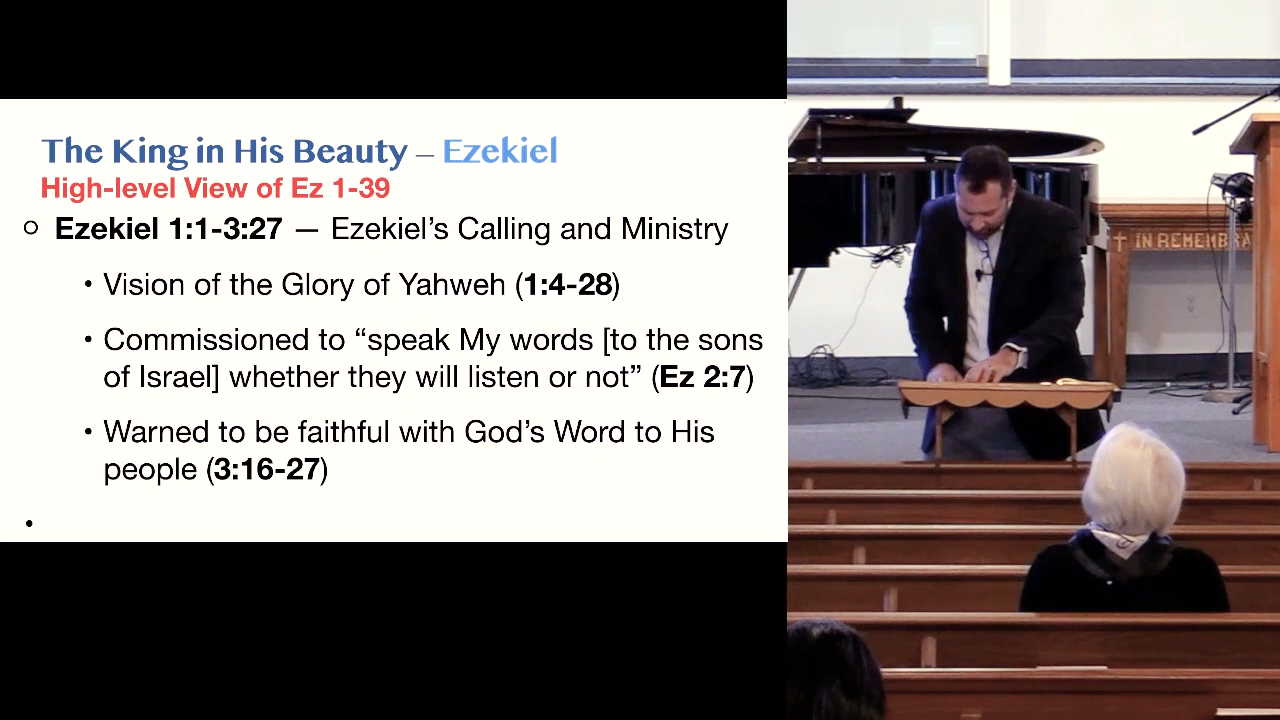 The King in His Beauty – Ezekiel
High-level View of Ez 1-39
○ Ezekiel 1:1-3:27 — Ezekiel’s Calling and Ministry
• Vision of the Glory of Yahweh (1:4-28)
• Commissioned to “speak My words [to the sons
of Israel] whether they will listen or not” (Ez 2:7)
• Warned to be faithful with God’s Word to His
people (3:16-27)
•
IN REMEMBRA